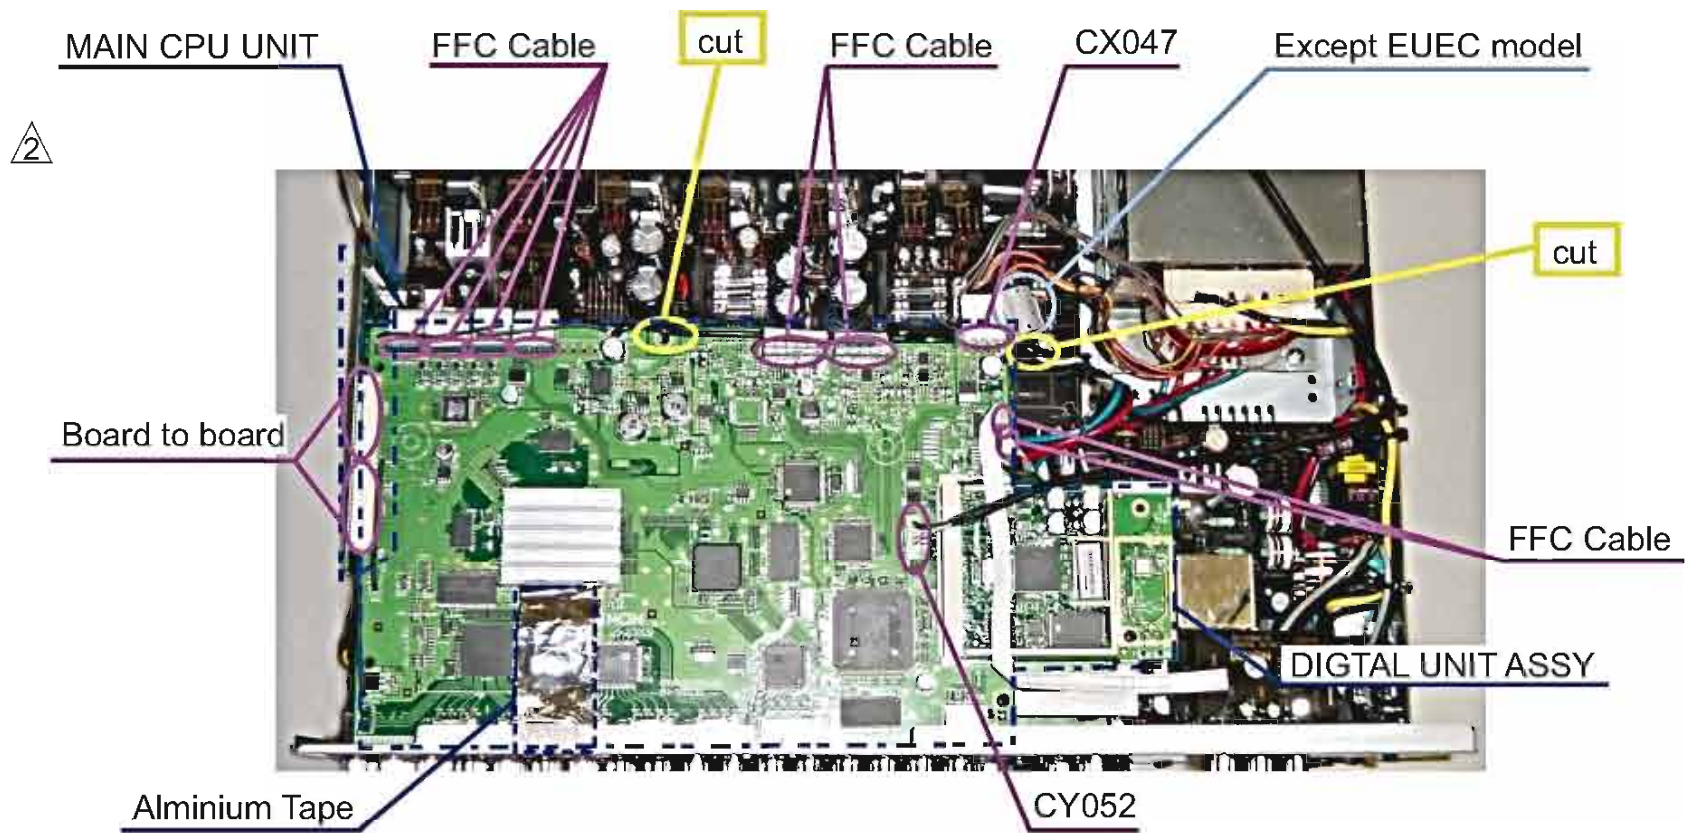 MAIN CPU UNIT
FFC Cable
cut
FFC Cable
CX047
Except EUEC model
2
cut
Board to board
FFC Cable
DIGTAL UNIT ASSY
Alminium Tape
CY052